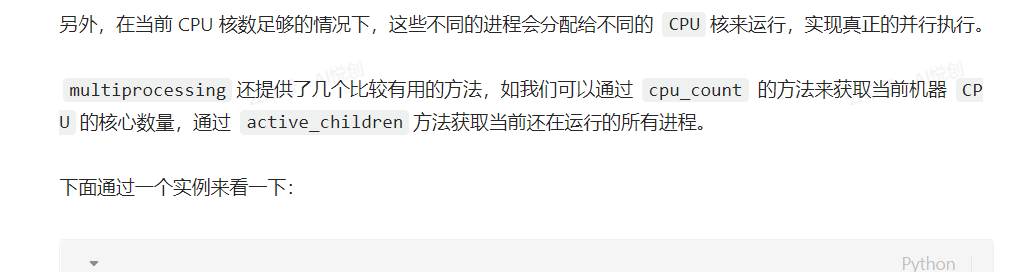 另外，在当前 CPU 核数足够的情况下，这些不同的进程会分配给不同的 CPU 核来运行，实现真正的并行执行。
multiprocessing 还提供了几个比较有用的方法，如我们可以通过 cpu_count 的方法来获取当前机器 CP
U 的核心数量，通过 active_children 方法获取当前还在运行的所有进程。
下面通过一个实例来看一下：
Python